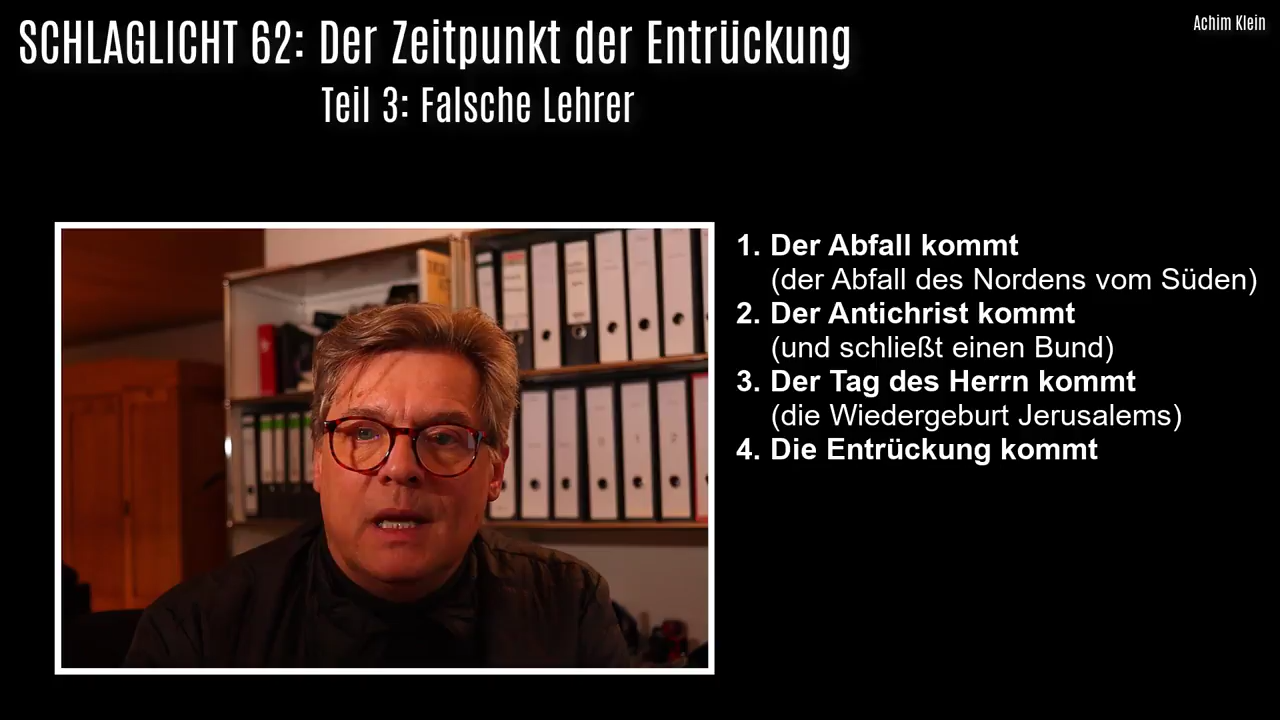 SCHLAGLICHT 62: Der Zeitpunkt der Entrückung
Teil 3: Falsche Lehrer
Achim Klein
1. Der Abfall kommt
(der Abfall des Nordens vom Süden)
2. Der Antichrist kommt
(und schließt einen Bund)
3. Der Tag des Herrn kommt
(die Wiedergeburt Jerusalems)
4. Die Entrückung kommt